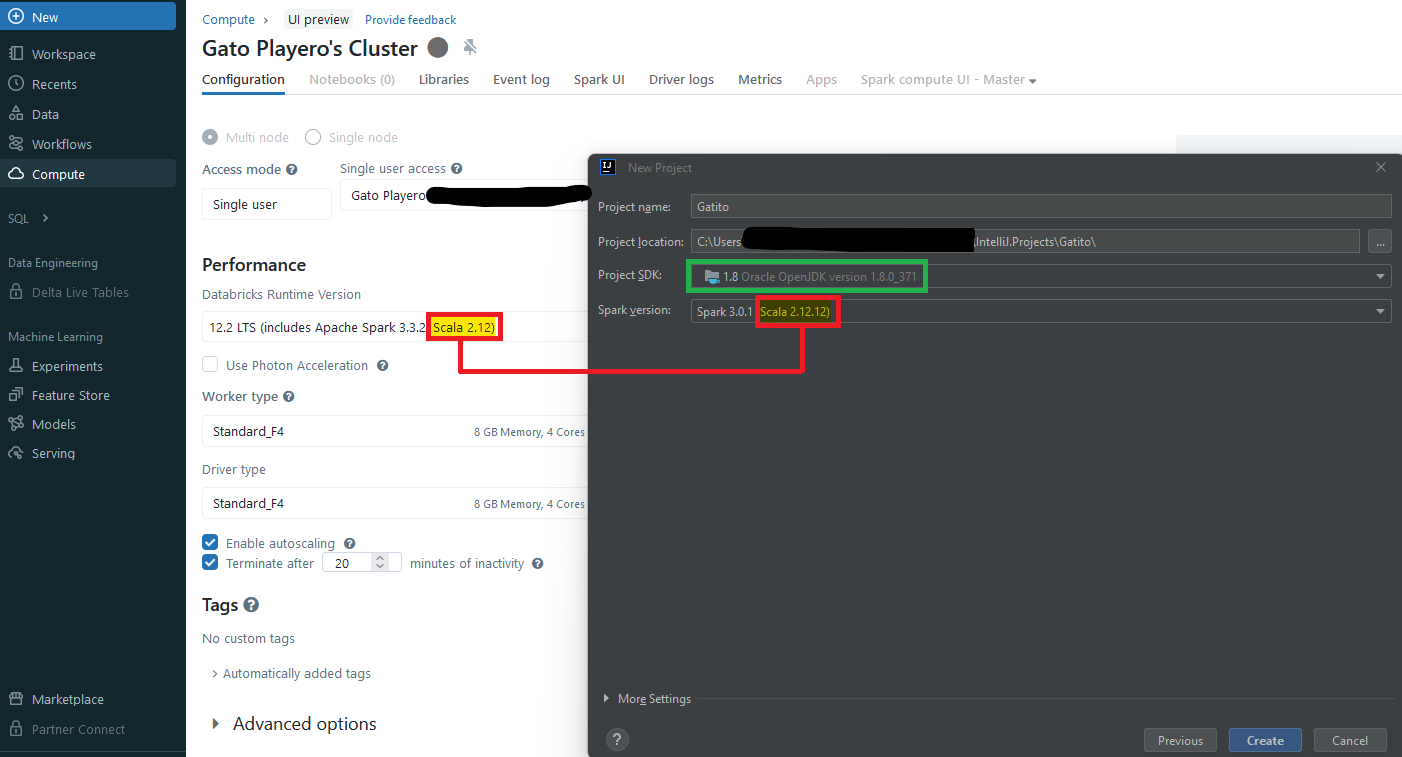 New
Workspace
Recents
Data
Workflows
Compute
SQL
Data Engineering
Delta Live Tables
Machine Learning
Experiments
Feature Store
Models
Serving
Marketplace
Partner Connect
Compute UI preview Provide feedback
Gato Playero's Cluster
Configuration Notebooks (0) Libraries Event log Spark UI Driver logs Metrics Apps Spark compute UI - Master
Multi node Single node
Access mode Single user access
Single user Gato Playero
Performance
Databricks Runtime Version
12.2 LTS (includes Apache Spark 3.3.2 Scala 2.12)
Use Photon Acceleration
Worker type
Standard_F4 8 GB Memory, 4 Cores
Driver type
Standard_F4 8 GB Memory, 4 Cores
Enable autoscaling
Terminate after 20 minutes of inactivity
Tags
No custom tags
Automatically added tags
Advanced options
IJ New Project
Project name: Gatito
Project location: C:\Users \IntelliJ.Projects\Gatito\ ...
Project SDK: 1.8 Oracle OpenJDK version 1.8.0_371
Spark version: Spark 3.0.1 Scala 2.12.12)
More Settings
? Previous Create Cancel